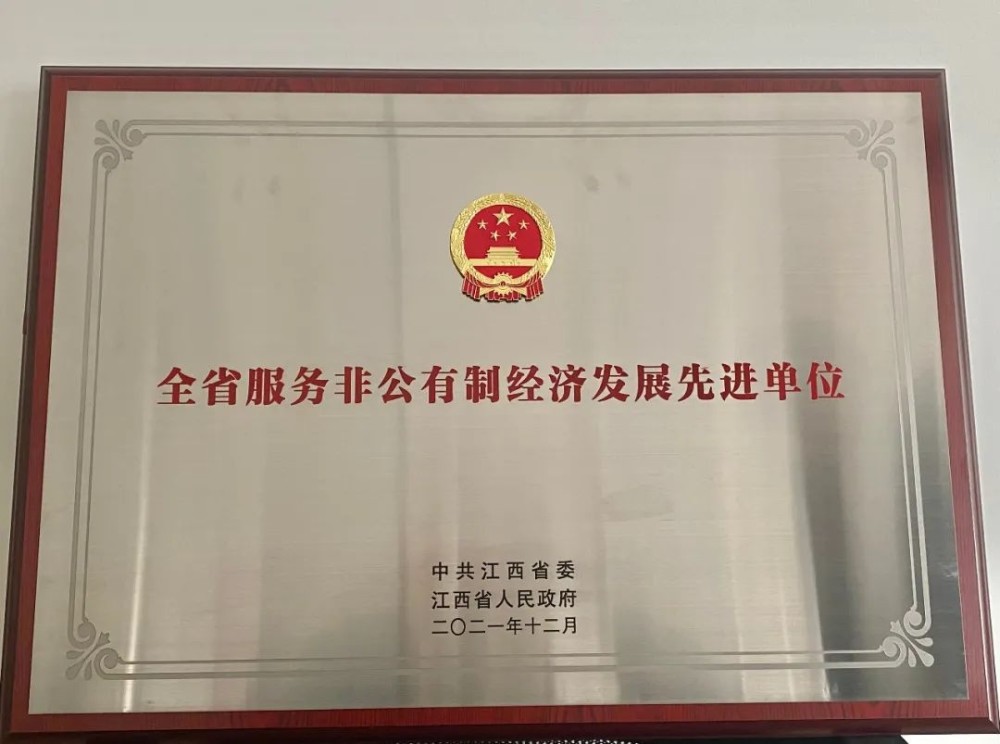 全省服务非公有制经济发展先进单位
中共江西省委
江西省人民政府
二〇二一年十二月